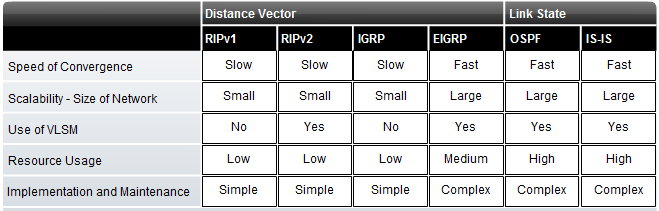 Distance Vector Link State
RIPv1 RIPv2 IGRP EIGRP OSPF IS-IS
Speed of Convergence Slow Slow Slow Fast Fast Fast
Scalability - Size of Network Small Small Small Large Large Large
Use of VLSM No Yes No Yes Yes Yes
Resource Usage Low Low Low Medium High High
Implementation and Maintenance Simple Simple Simple Complex Complex Complex